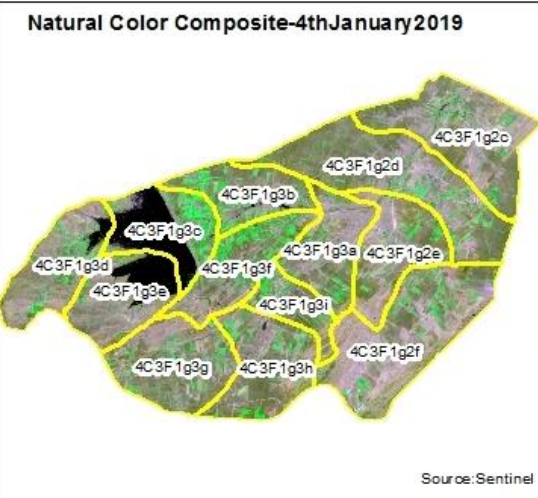 Natural Color Composite-4thJanuary2019
4C3F1g2c
4C3F1g2d
4C3F1g3b
4C3F1g3c
4C3F1g3a
4C3F1g2e
4C3F1g3d
4C3F1g3f
4C3F1g3e
4C3F1g3i
4C3F1g2f
4C3F1g3g
4C3F1g3h
Source:Sentinel